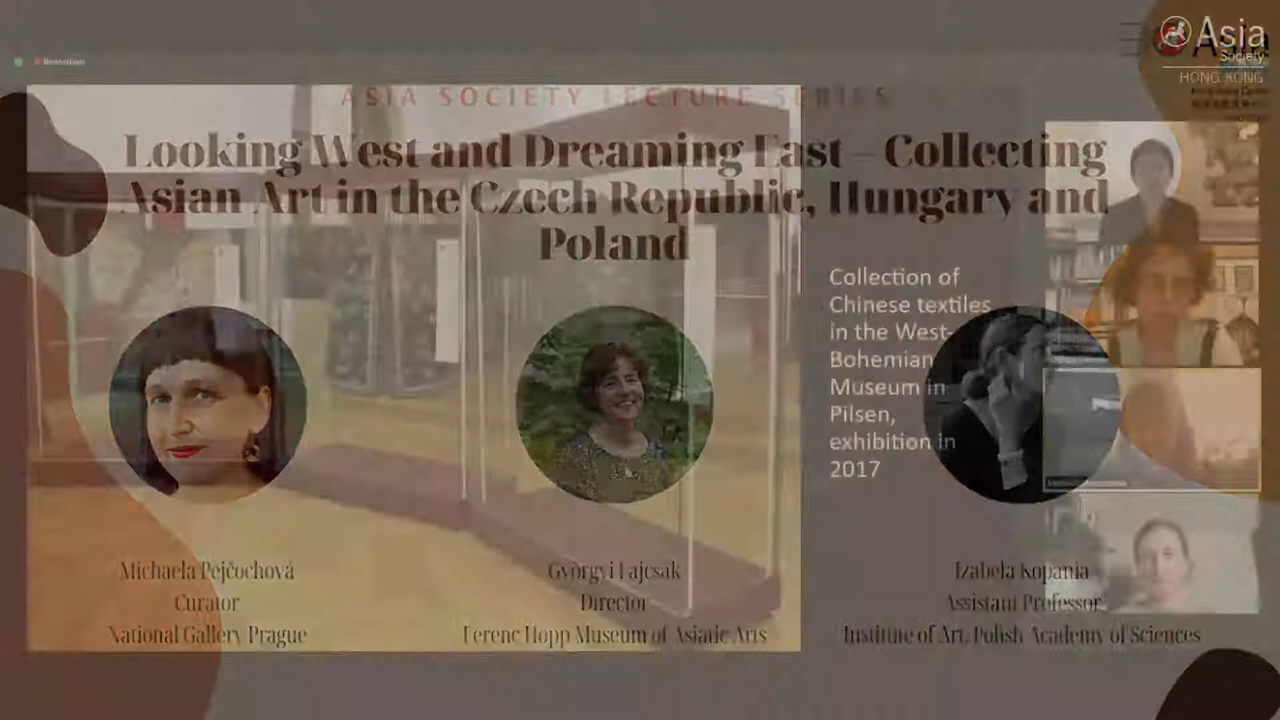 Asia
Society
HONG KONG
ASIA SOCIETY LECTURE SERIES
Looking West and Dreaming East – Collecting
Asian Art in the Czech Republic, Hungary and
Poland
Collection of
Chinese textiles
in the West-
Bohemian
Museum in
Pilsen,
exhibition in
2017
Michaela Pejčochová
Curator
National Gallery Prague
Györgyi Fajcsák
Director
Ferenc Hopp Museum of Asiatic Arts
Izabela Kopania
Assistant Professor
Institute of Art, Polish Academy of Sciences